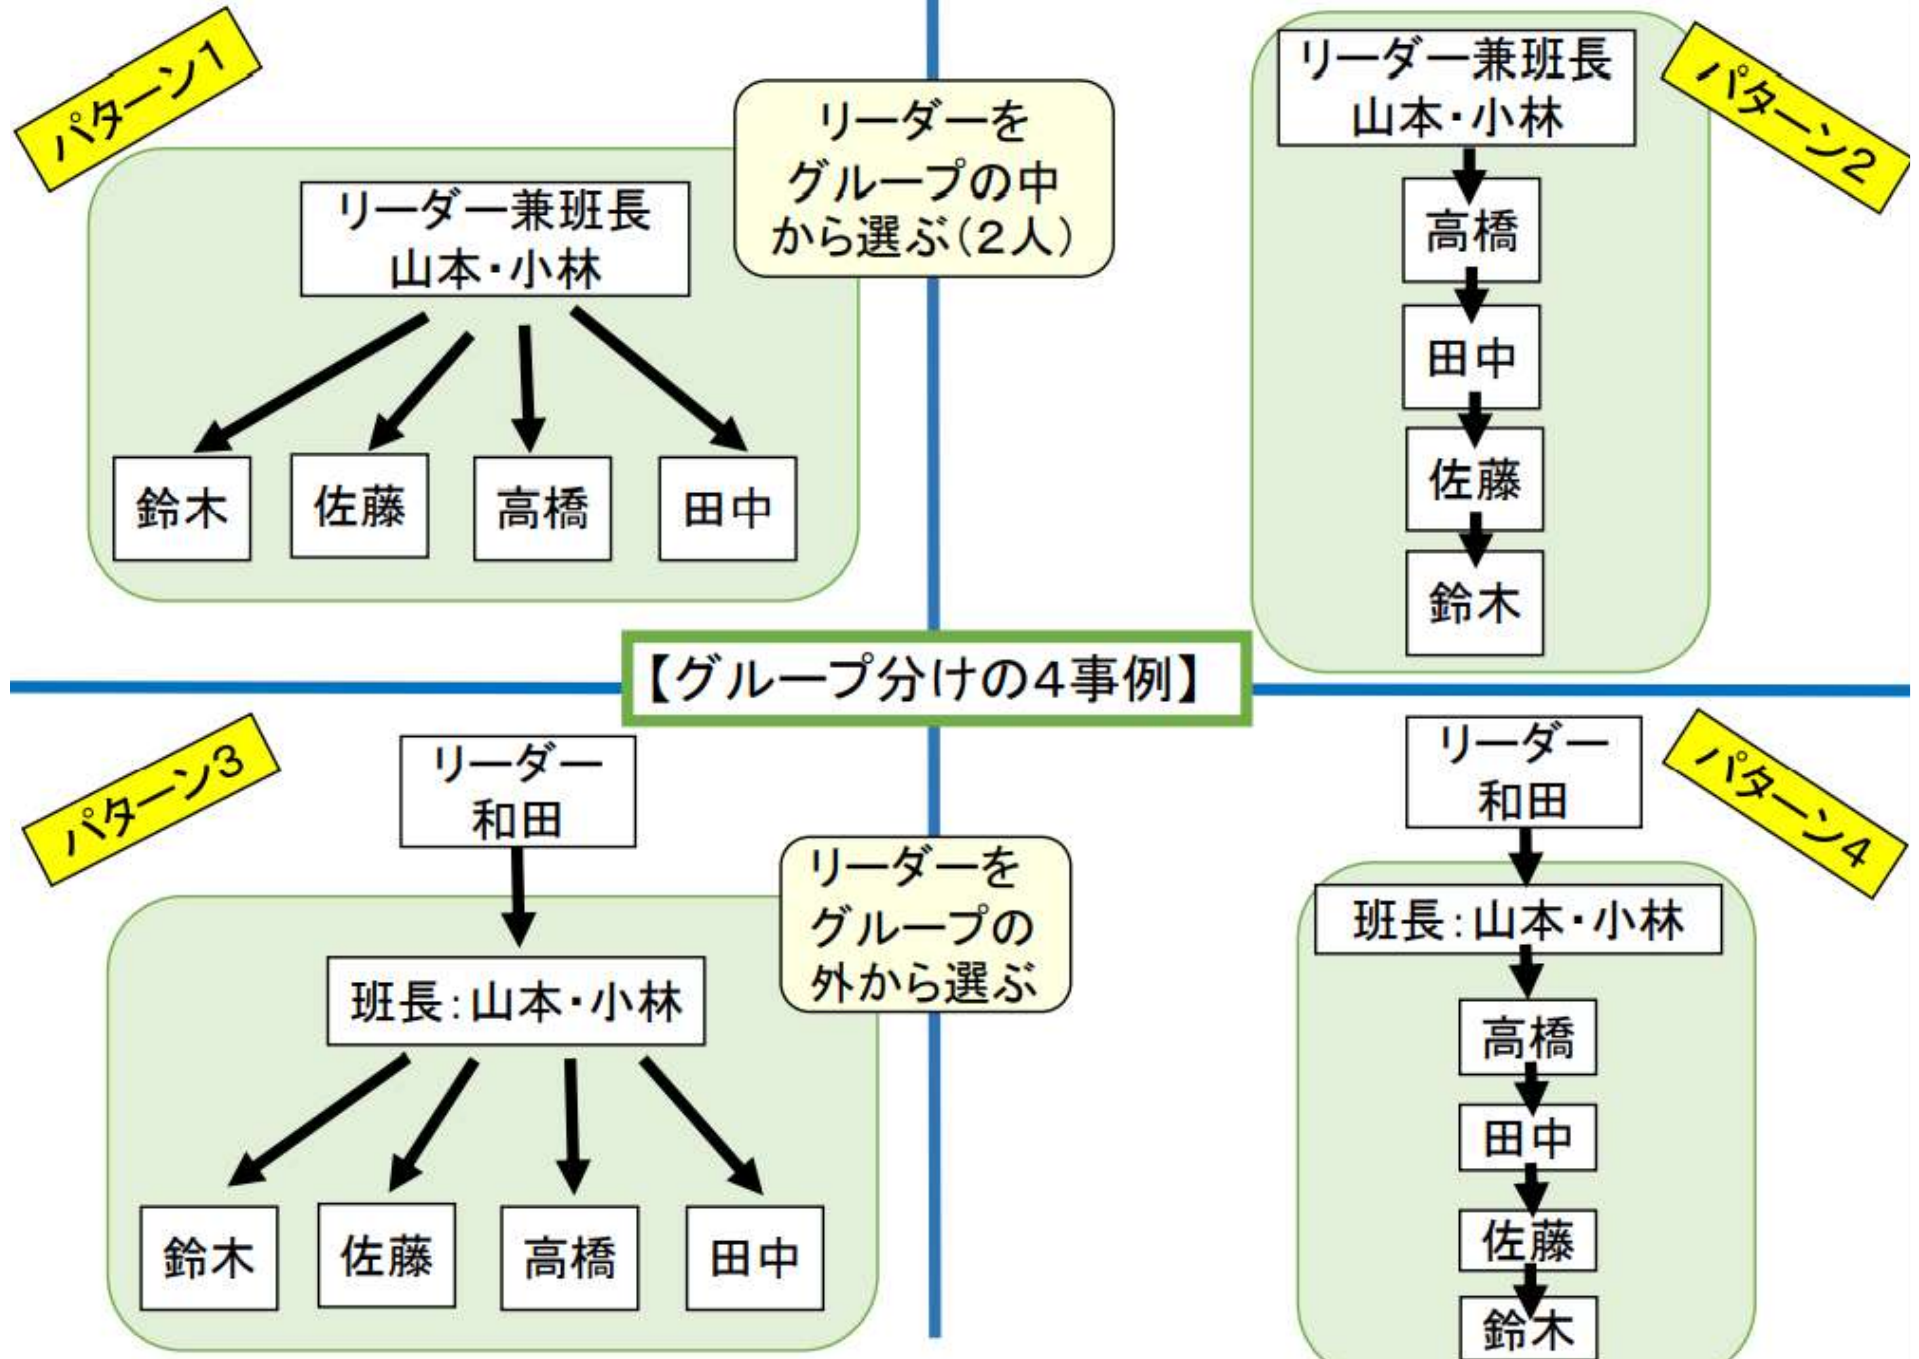 パターン1
リーダー兼班長
山本・小林
鈴木
佐藤
高橋
田中
リーダーを
グループの中
から選ぶ(2人)
パターン2
リーダー兼班長
山本・小林
高橋
田中
佐藤
鈴木
【グループ分けの4事例】
パターン3
リーダー
和田
班長:山本・小林
鈴木
佐藤
高橋
田中
リーダーを
グループの
外から選ぶ
パターン4
リーダー
和田
班長:山本・小林
高橋
田中
佐藤
鈴木